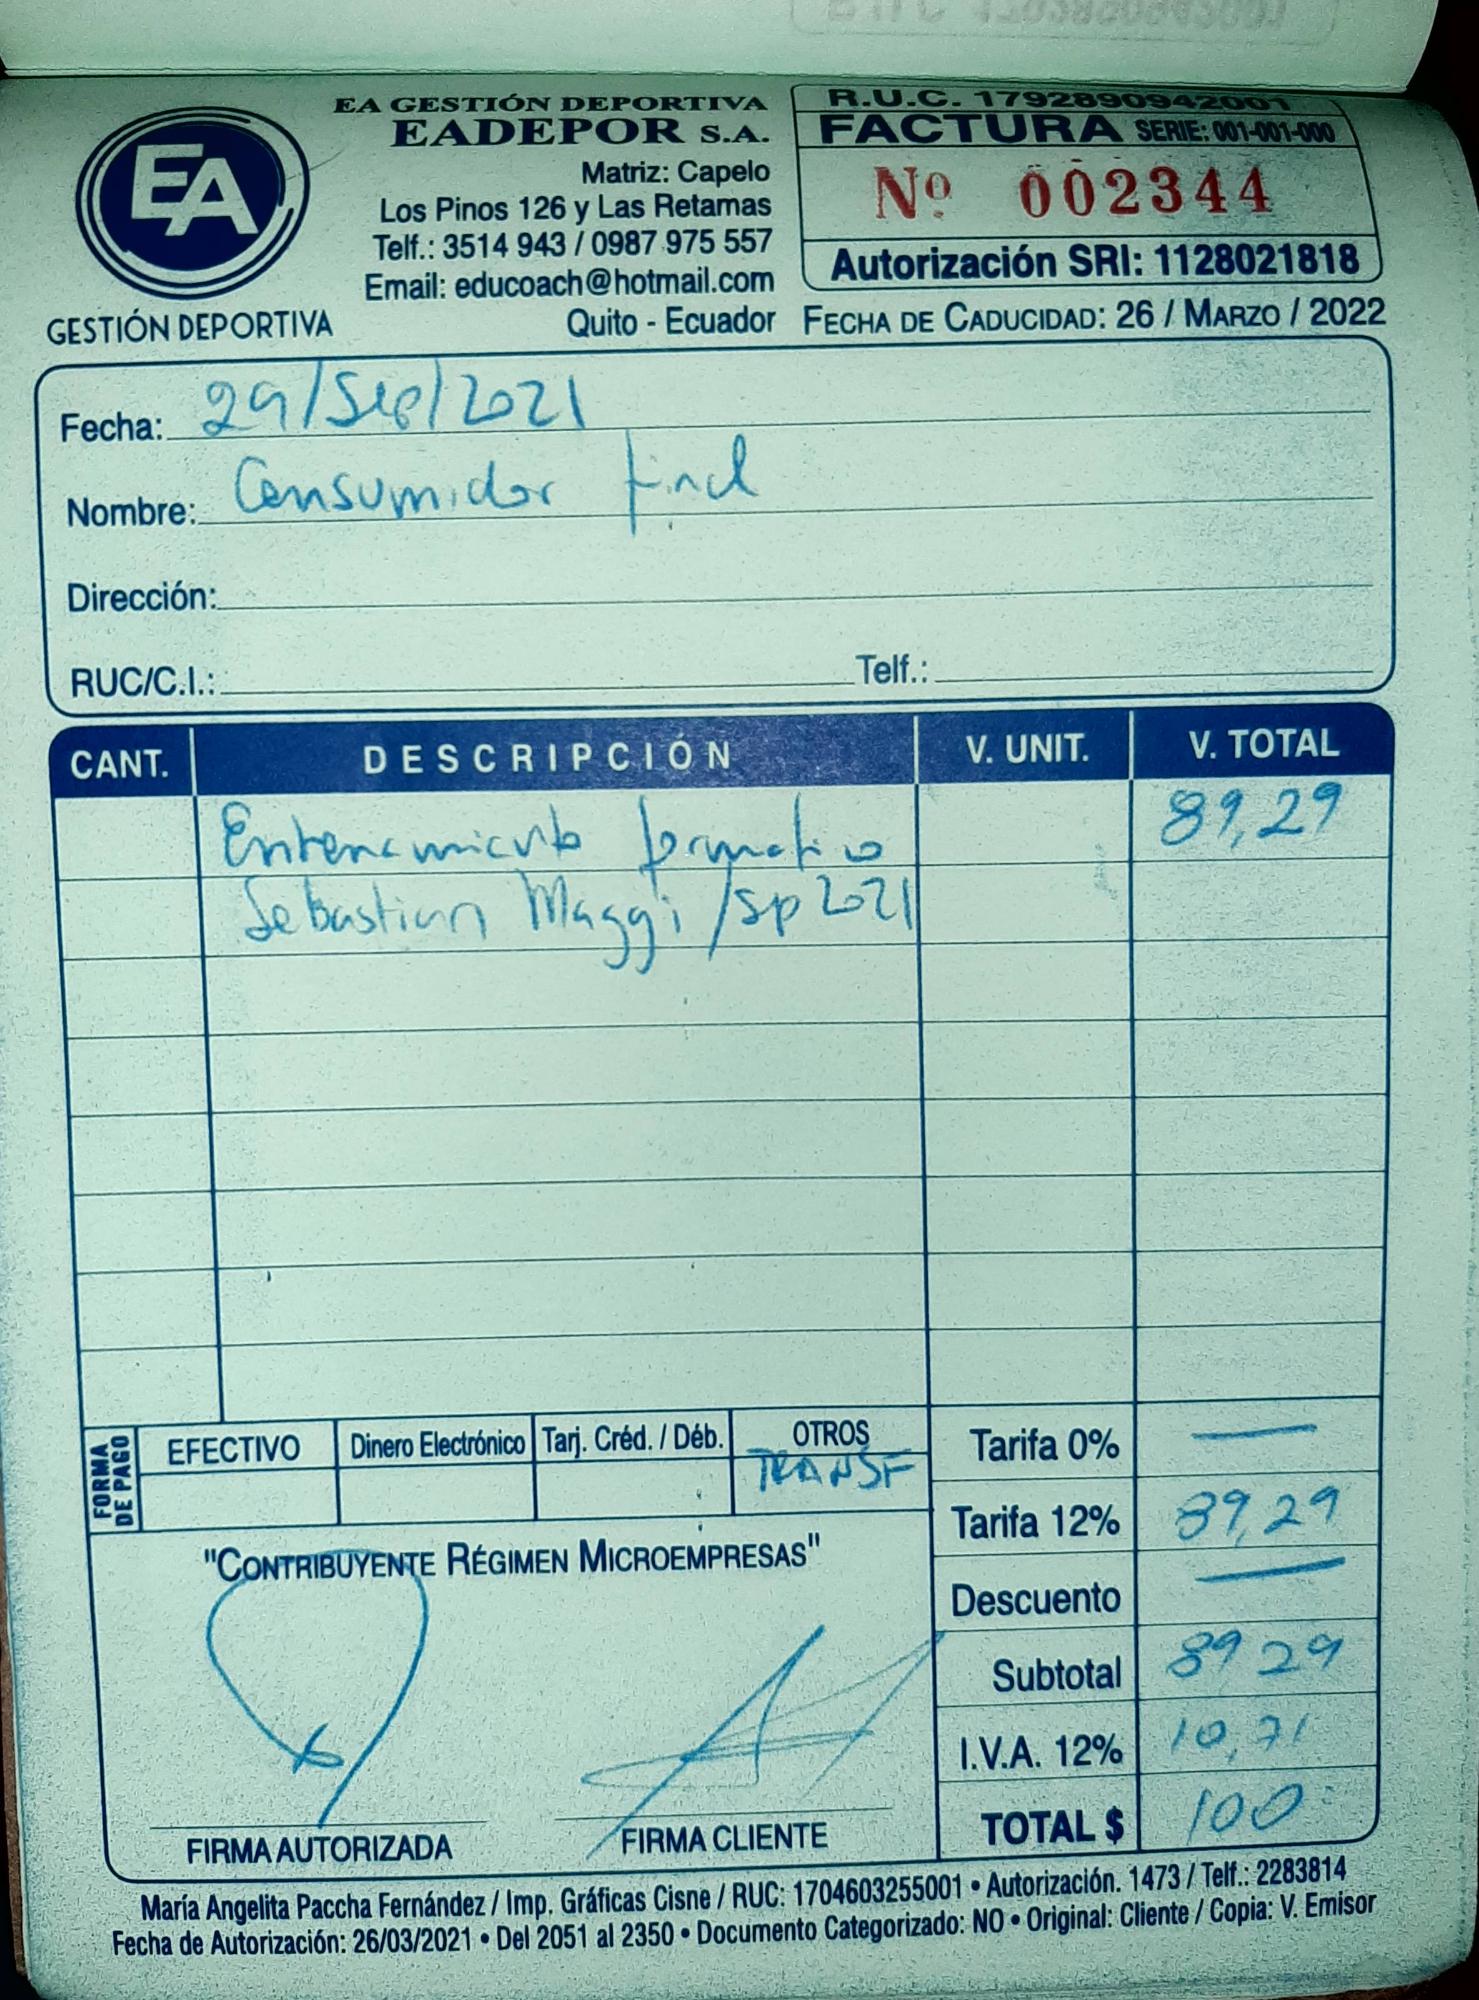 EA GESTIÓN DEPORTIVA
EADEPOR S.A.
Matriz: Capelo
Los Pinos 126 y Las Retamas
Telf.: 3514 943 / 0987 975 557
Email: educoach@hotmail.com
Quito - Ecuador
EA
GESTIÓN DEPORTIVA
R.U.C. 1792890942001
FACTURA SERIE: 001-001-000
Nº 002344
Autorización SRI: 1128021818
FECHA DE CADUCIDAD: 26 / MARZO / 2022
Fecha: 29/Sep/2021
Nombre: Consumidor final
Dirección:
RUC/C.I.: Telf.:
CANT. DESCRIPCIÓN V. UNIT. V. TOTAL
Entrenamiento formativo 89,29
Sebastian Maggi /sp 2021
FORMA DE PAGO
EFECTIVO Dinero Electrónico Tarj. Créd. / Déb. OTROS
TRANSF
Tarifa 0% —
Tarifa 12% 89,29
Descuento —
Subtotal 89 29
I.V.A. 12% 10,71
TOTAL $ 100
"CONTRIBUYENTE RÉGIMEN MICROEMPRESAS"
FIRMA AUTORIZADA FIRMA CLIENTE
María Angelita Paccha Fernández / Imp. Gráficas Cisne / RUC: 1704603255001 • Autorización. 1473 / Telf.: 2283814
Fecha de Autorización: 26/03/2021 • Del 2051 al 2350 • Documento Categorizado: NO • Original: Cliente / Copia: V. Emisor